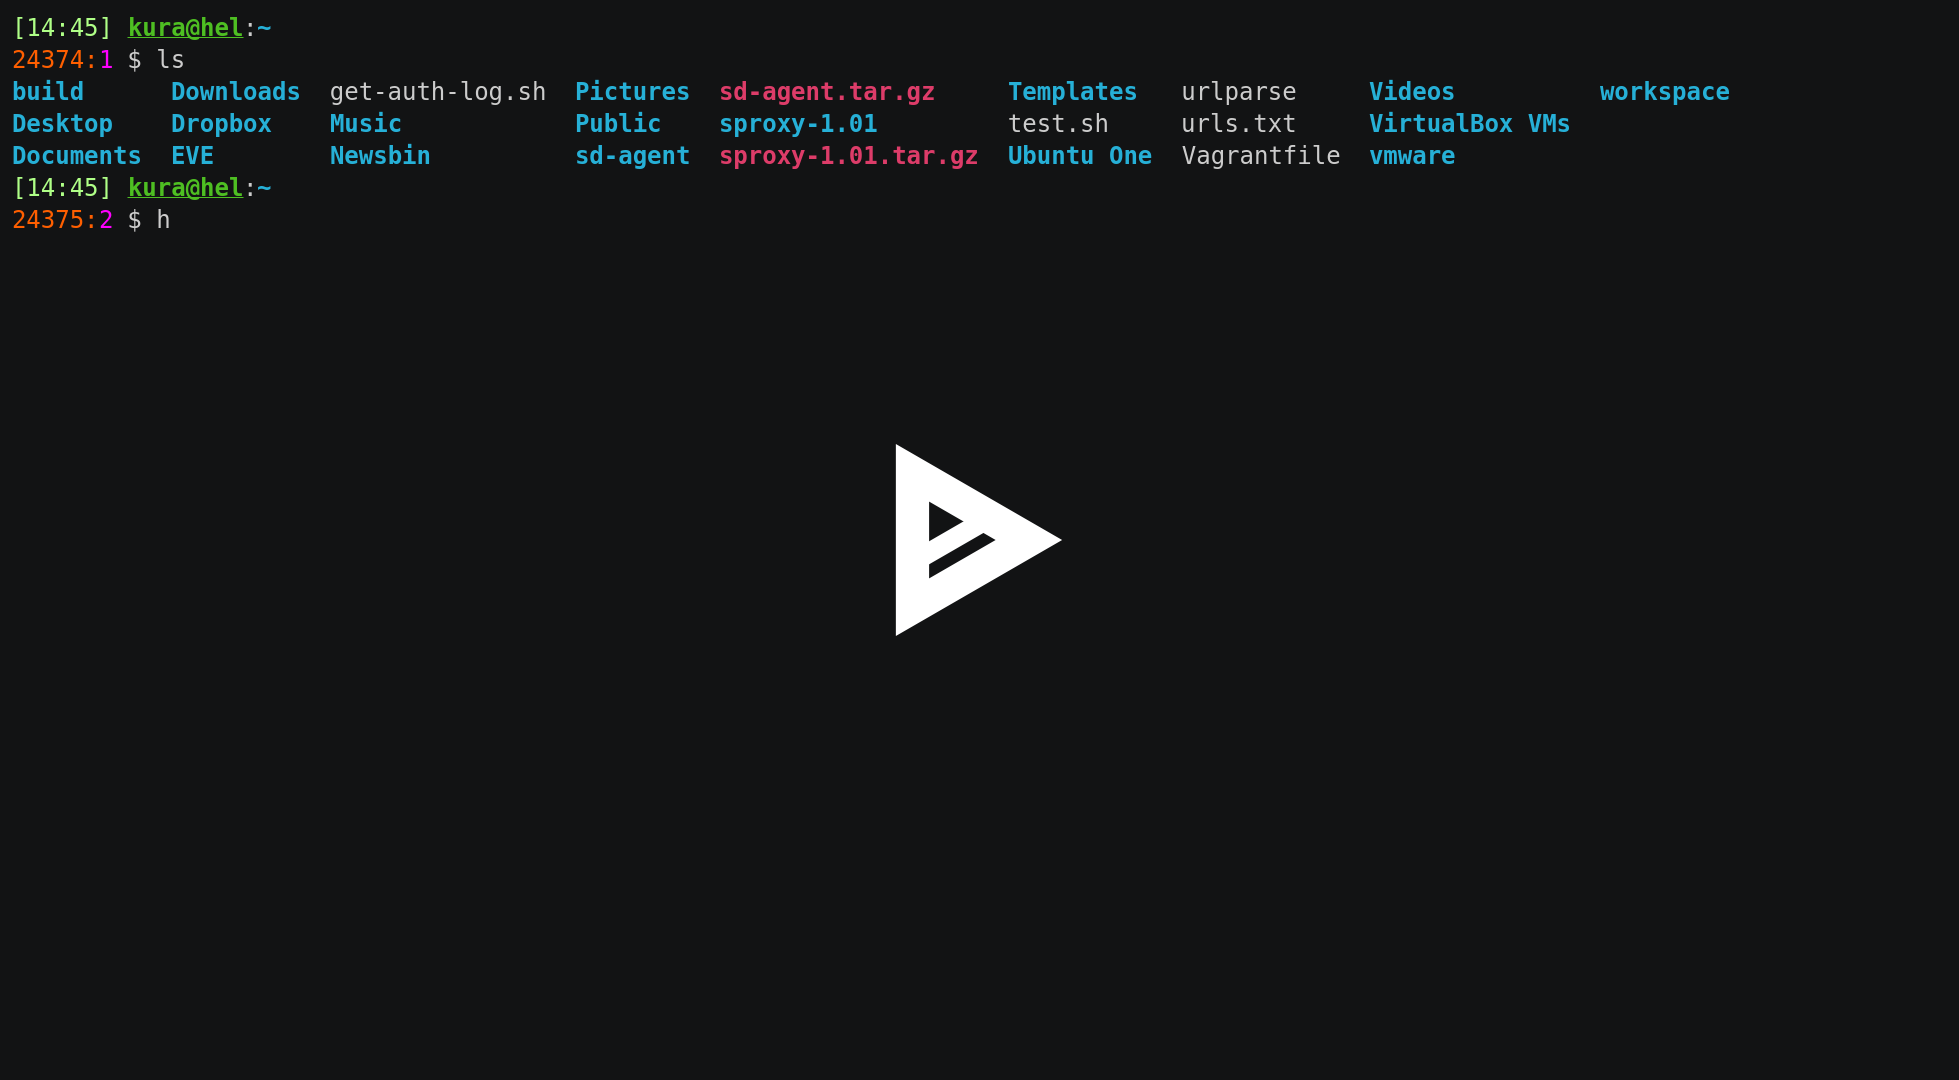 [14:45] kura@hel:~
24374:1 $ ls
build      Downloads  get-auth-log.sh  Pictures  sd-agent.tar.gz     Templates   urlparse     Videos          workspace
Desktop    Dropbox    Music            Public    sproxy-1.01         test.sh     urls.txt     VirtualBox VMs
Documents  EVE        Newsbin          sd-agent  sproxy-1.01.tar.gz  Ubuntu One  Vagrantfile  vmware
[14:45] kura@hel:~
24375:2 $ h